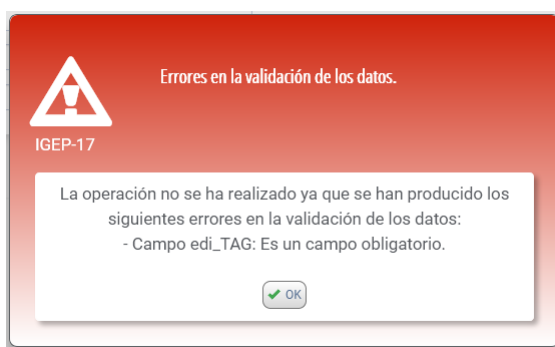 Errores en la validación de los datos.
IGEP-17
La operación no se ha realizado ya que se han producido los
siguientes errores en la validación de los datos:
- Campo edi_TAG: Es un campo obligatorio.
OK